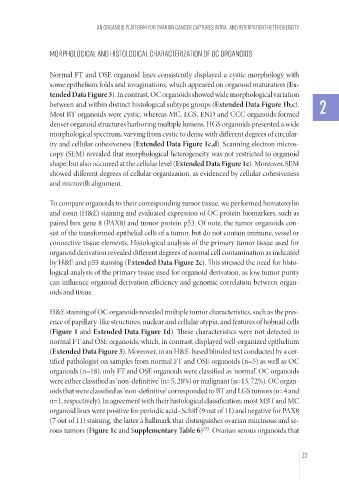 AN ORGANOID PLATFORM FOR OVARIAN CANCER CAPTURES INTRA- AND INTERPATIENT HETEROGENEITY
MORPHOLOGICAL AND HISTOLOGICAL CHARACTERIZATION OF OC ORGANOIDS
Normal FT and OSE organoid lines consistently displayed a cystic morphology with
some epithelium folds and invaginations, which appeared on organoid maturation (Ex-
tended Data Figure 3). In contrast, OC organoids showed wide morphological variation
between and within distinct histological subtype groups (Extended Data Figure 1b,c).
Most BT organoids were cystic, whereas MC, LGS, END and CCC organoids formed
denser organoid structures harboring multiple lumens. HGS organoids presented a wide
morphological spectrum, varying from cystic to dense with different degrees of circular-
ity and cellular cohesiveness (Extended Data Figure 1c,d). Scanning electron micros-
copy (SEM) revealed that morphological heterogeneity was not restricted to organoid
shape, but also occurred at the cellular level (Extended Data Figure 1c). Moreover, SEM
showed different degrees of cellular organization, as evidenced by cellular cohesiveness
and microvilli alignment.
2
To compare organoids to their corresponding tumor tissue, we performed hematoxylin
and eosin (H&E) staining and evaluated expression of OC protein biomarkers, such as
paired box gene 8 (PAX8) and tumor protein p53. Of note, the tumor organoids con-
sist of the transformed epithelial cells of a tumor, but do not contain immune, vessel or
connective tissue elements. Histological analysis of the primary tumor tissue used for
organoid derivation revealed different degrees of normal cell contamination as indicated
by H&E and p53 staining (Extended Data Figure 2c). This stressed the need for histo-
logical analysis of the primary tissue used for organoid derivation, as low tumor purity
can influence organoid derivation efficiency and genomic correlation between organ-
oids and tissue.
H&E staining of OC organoids revealed multiple tumor characteristics, such as the pres-
ence of papillary-like structures, nuclear and cellular atypia, and features of hobnail cells
(Figure 1 and Extended Data Figure 1d). These characteristics were not detected in
normal FT and OSE organoids, which, in contrast, displayed well-organized epithelium
(Extended Data Figure 3). Moreover, in an H&E-based blinded test conducted by a cer-
tified pathologist on samples from normal FT and OSE organoids (n=5) as well as OC
organoids (n=18), only FT and OSE organoids were classified as 'normal'. OC organoids
were either classified as 'non-definitive' (n=5, 28%) or malignant (n=13, 72%). OC organ-
oids that were classified as 'non-definitive' corresponded to BT and LGS tumors (n=4 and
n=1, respectively). In agreement with their histological classification, most MBT and MC
organoid lines were positive for periodic acid–Schiff (9 out of 11) and negative for PAX8
(7 out of 11) staining, the latter a hallmark that distinguishes ovarian mucinous and se-
rous tumors (Figure 1c and Supplementary Table 6). Ovarian serous organoids that
23